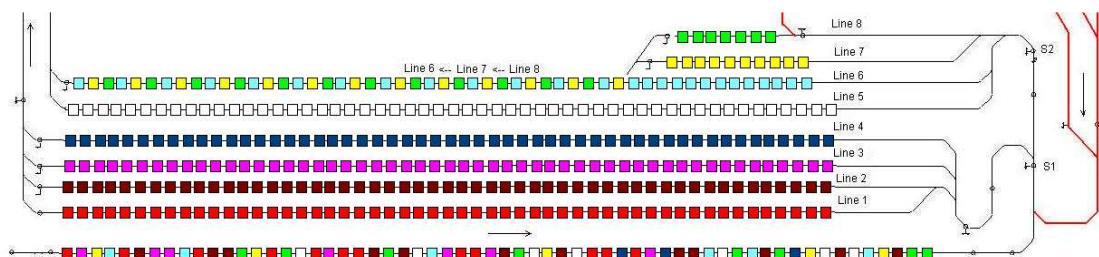 Line 8
S2
Line 7
Line 6 <-- Line 7 <-- Line 8
Line 6
Line 5
Line 4
Line 3
S1
Line 2
Line 1